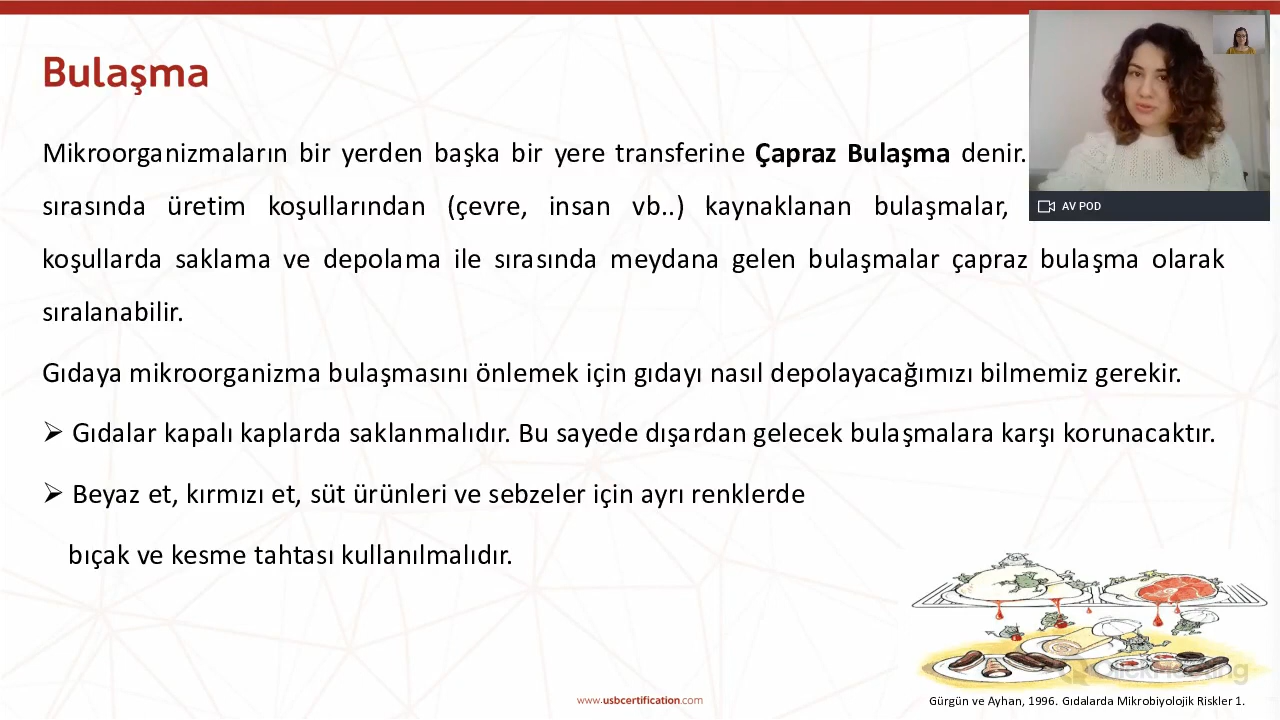 Bulaşma
Mikroorganizmaların bir yerden başka bir yere transferine Çapraz Bulaşma denir.
sırasında üretim koşullarından (çevre, insan vb..) kaynaklanan bulaşmalar,
koşullarda saklama ve depolama ile sırasında meydana gelen bulaşmalar çapraz bulaşma olarak
sıralanabilir.
Gıdaya mikroorganizma bulaşmasını önlemek için gıdayı nasıl depolayacağımızı bilmemiz gerekir.
➢ Gıdalar kapalı kaplarda saklanmalıdır. Bu sayede dışardan gelecek bulaşmalara karşı korunacaktır.
➢ Beyaz et, kırmızı et, süt ürünleri ve sebzeler için ayrı renklerde
bıçak ve kesme tahtası kullanılmalıdır.
AV POD
www.usbcertification.com
Gürgün ve Ayhan, 1996. Gıdalarda Mikrobiyolojik Riskler 1.